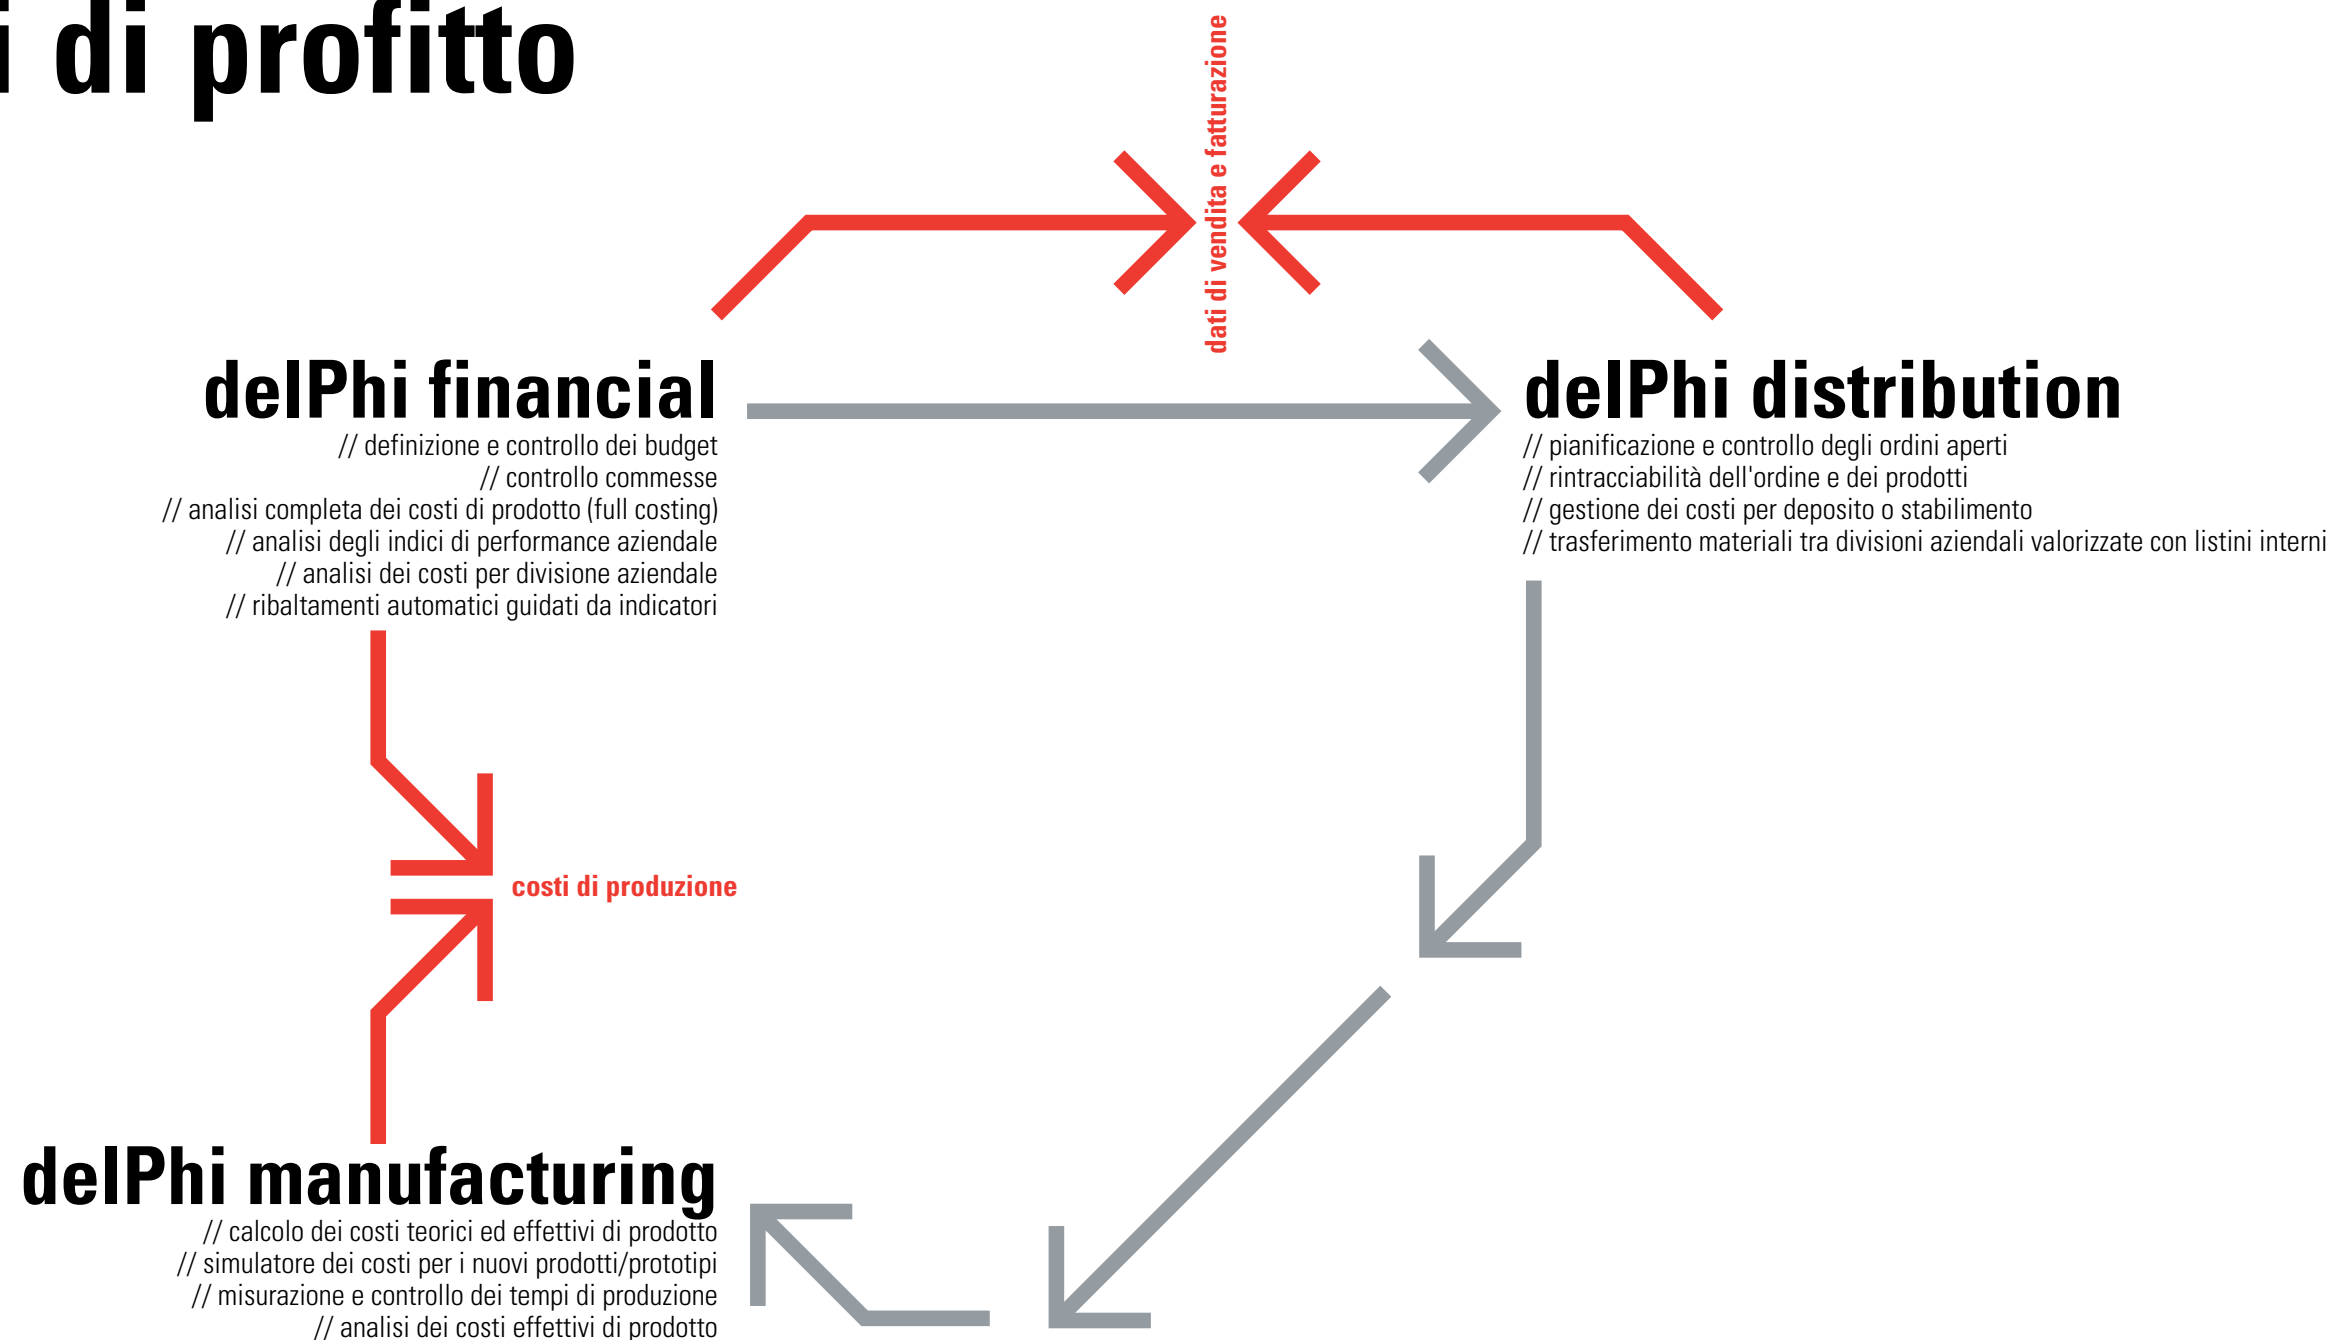 i di profitto
dati di vendita e fatturazione
delPhi financial
// definizione e controllo dei budget
// controllo commesse
// analisi completa dei costi di prodotto (full costing)
// analisi degli indici di performance aziendale
// analisi dei costi per divisione aziendale
// ribaltamenti automatici guidati da indicatori
delPhi distribution
// pianificazione e controllo degli ordini aperti
// rintracciabilità dell'ordine e dei prodotti
// gestione dei costi per deposito o stabilimento
// trasferimento materiali tra divisioni aziendali valorizzate con listini interni
costi di produzione
delPhi manufacturing
// calcolo dei costi teorici ed effettivi di prodotto
// simulatore dei costi per i nuovi prodotti/prototipi
// misurazione e controllo dei tempi di produzione
// analisi dei costi effettivi di prodotto